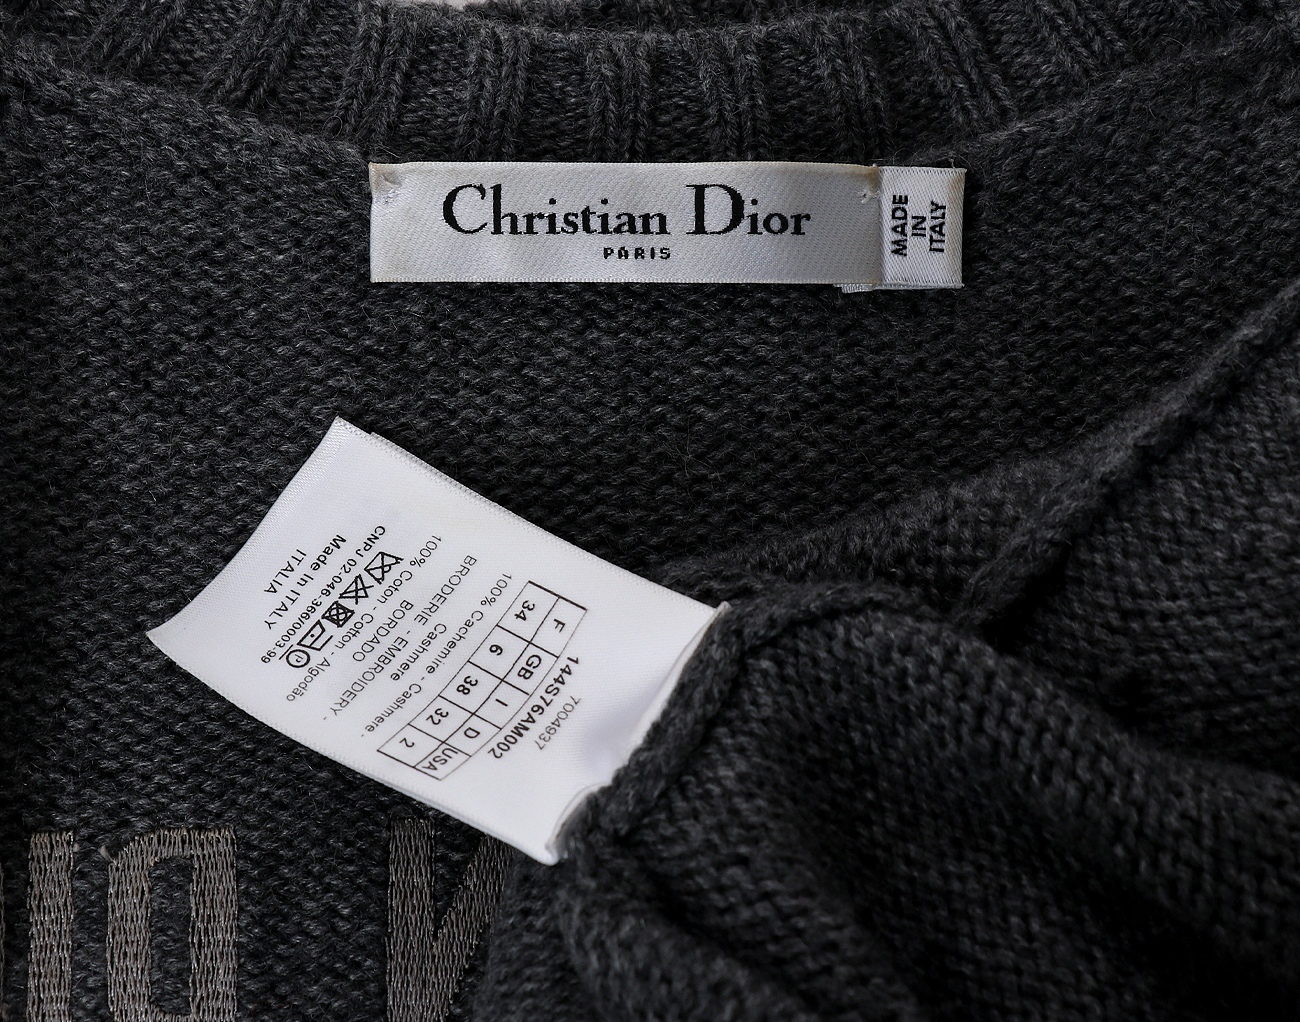 Christian Dior
PARIS
MADE
IN
ITALY
7004937
144S76AM002
F GB I D USA
34 6 38 32 2
100% Cachemire - Cashmere -
Cashmere
BRODERIE - EMBROIDERY -
BORDADO
100% Coton - Cotton - Algodão
CNPJ 02-046-366/0003-99
Made in ITALY
ITALIA